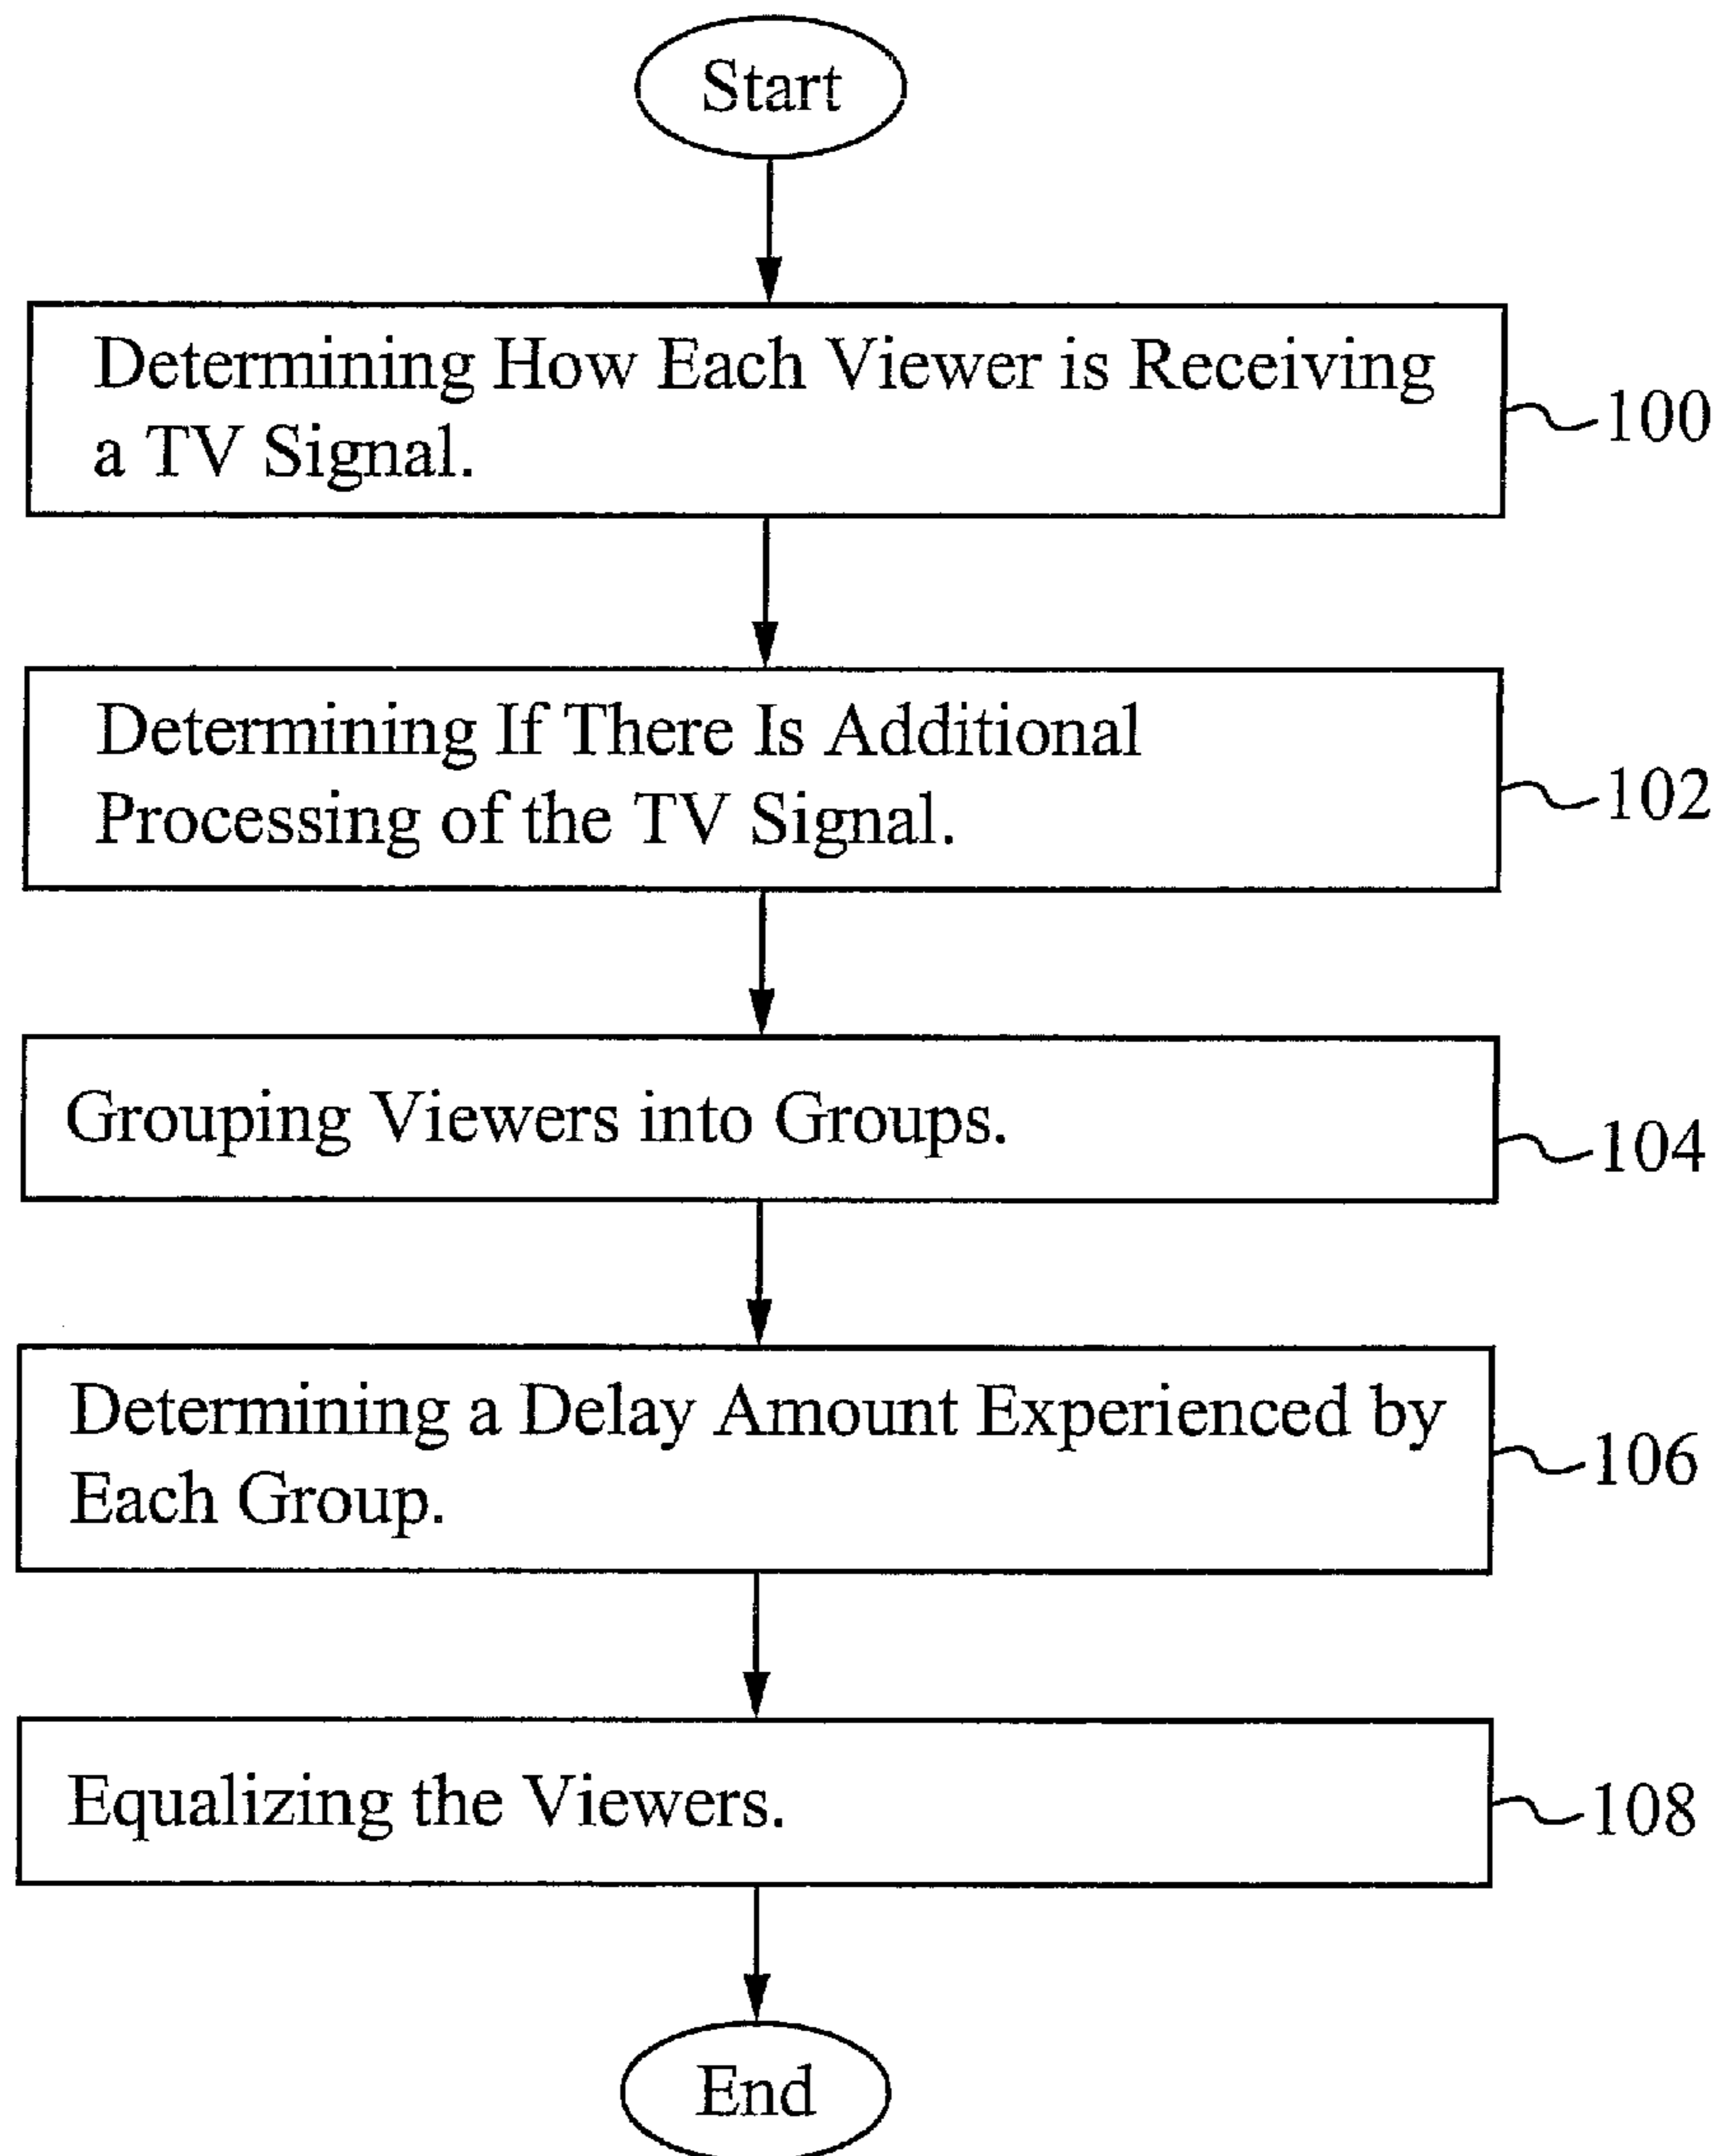 Start
Determining How Each Viewer is Receiving
a TV Signal.
100
Determining If There Is Additional
Processing of the TV Signal.
102
Grouping Viewers into Groups.
104
Determining a Delay Amount Experienced by
Each Group.
106
Equalizing the Viewers.
108
End